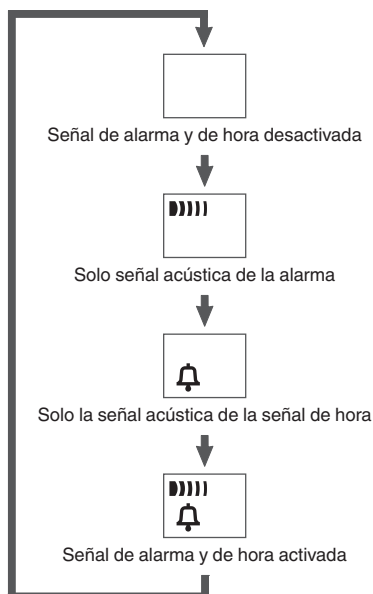 Señal de alarma y de hora desactivada
Solo señal acústica de la alarma
Solo la señal acústica de la señal de hora
Señal de alarma y de hora activada